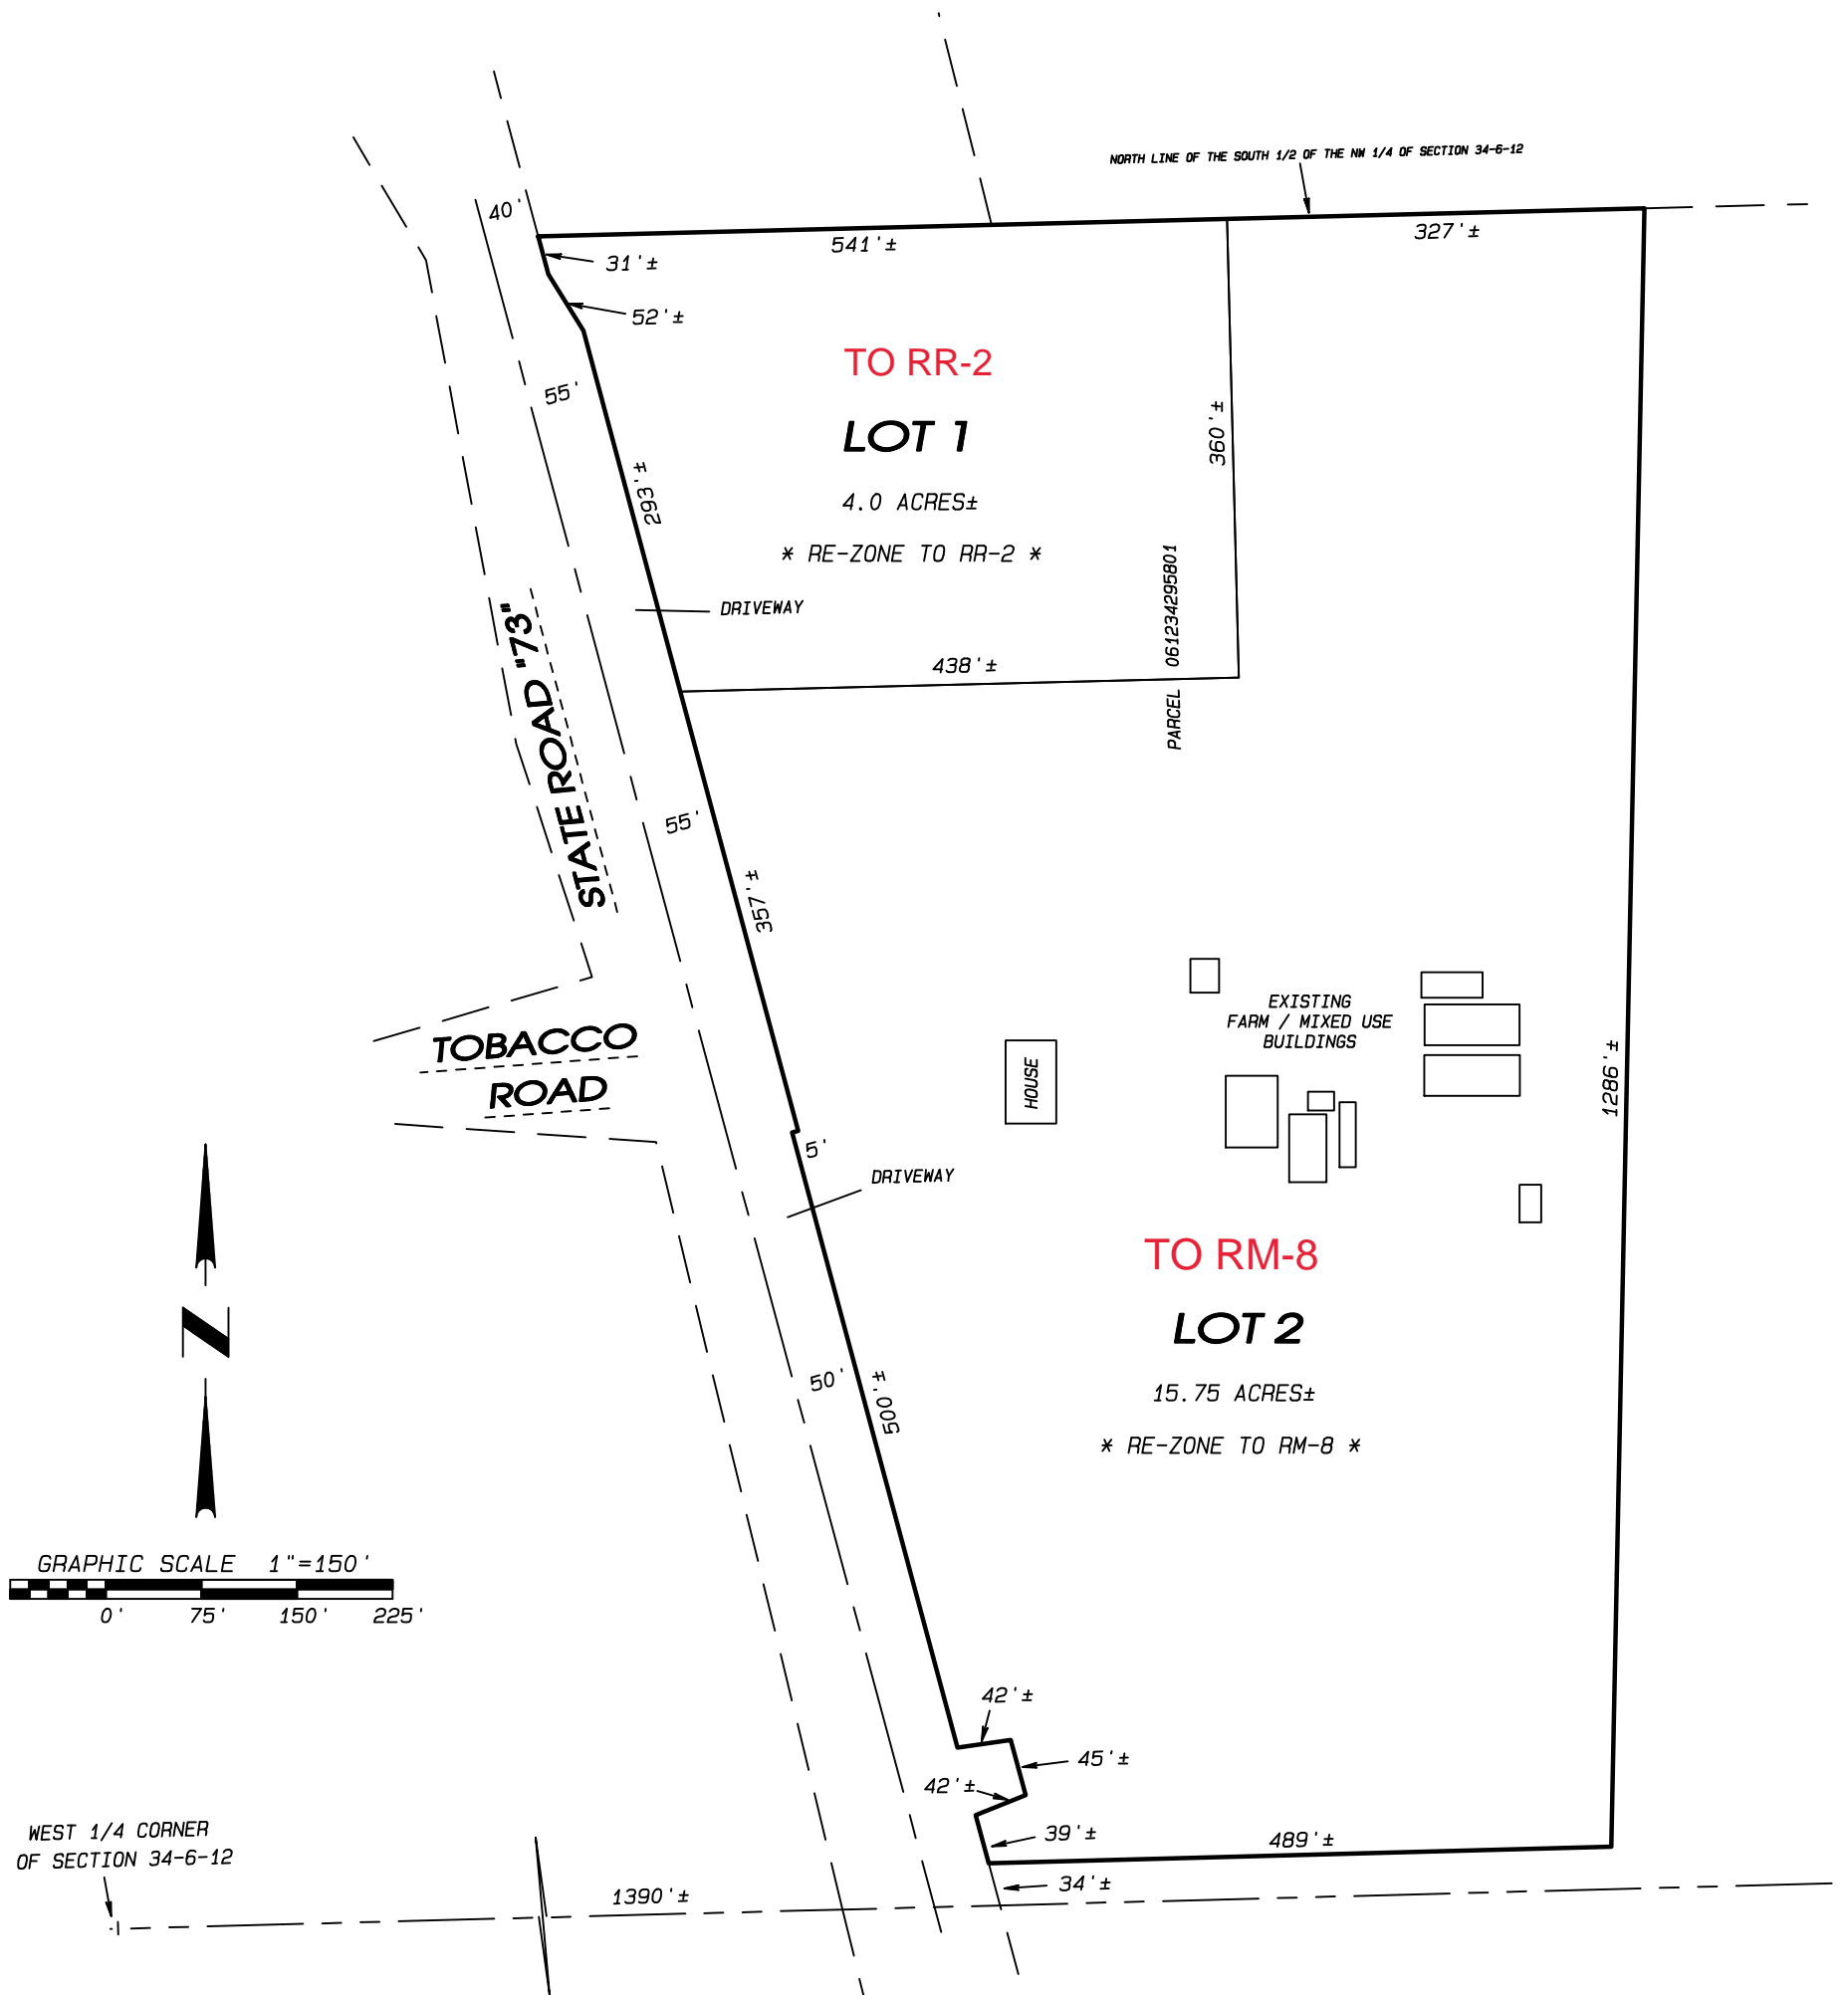 NORTH LINE OF THE SOUTH 1/2 OF THE NW 1/4 OF SECTION 34-6-12
40'
541'±
327'±
31'±
52'±
TO RR-2
55'
LOT 1
360'±
293'±
4.0 ACRES±
* RE-ZONE TO RR-2 *
DRIVEWAY
PARCEL 061234295801
438'±
STATE ROAD "73"
55'
357'±
EXISTING
FARM / MIXED USE
BUILDINGS
TOBACCO
ROAD
HOUSE
1286'±
5'
DRIVEWAY
TO RM-8
LOT 2
N
50'
500'±
15.75 ACRES±
* RE-ZONE TO RM-8 *
GRAPHIC SCALE 1"=150'
0' 75' 150' 225'
42'±
45'±
42'±
39'±
489'±
WEST 1/4 CORNER
OF SECTION 34-6-12
34'±
1390'±